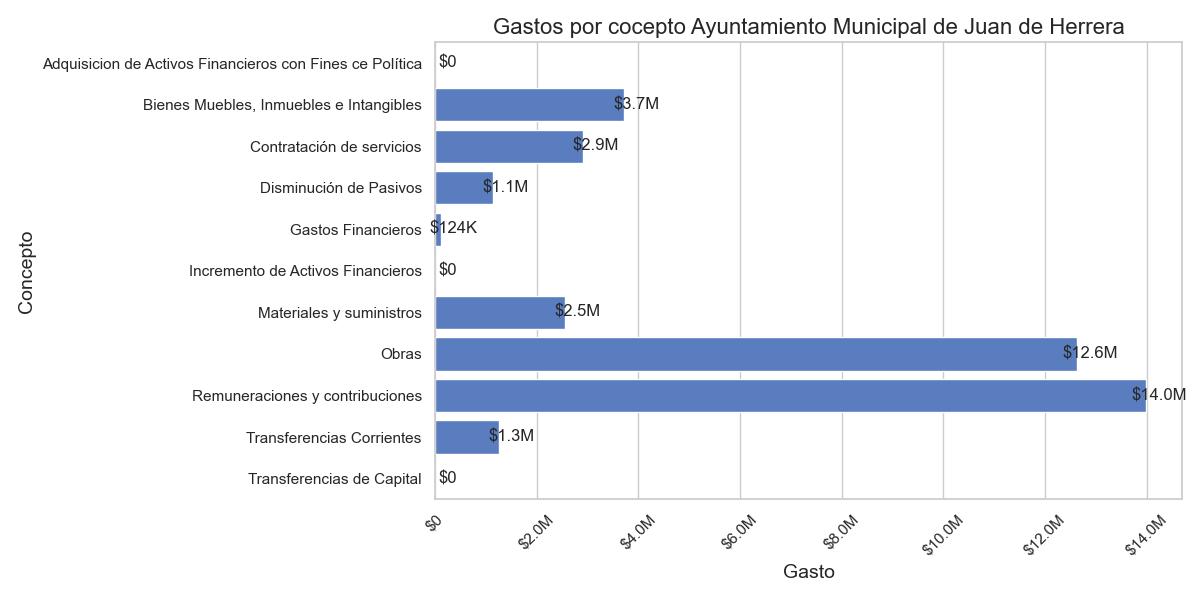 Gastos por cocepto Ayuntamiento Municipal de Juan de Herrera
Concepto
Adquisicion de Activos Financieros con Fines ce Política $0
Bienes Muebles, Inmuebles e Intangibles $3.7M
Contratación de servicios $2.9M
Disminución de Pasivos $1.1M
Gastos Financieros $124K
Incremento de Activos Financieros $0
Materiales y suministros $2.5M
Obras $12.6M
Remuneraciones y contribuciones $14.0M
Transferencias Corrientes $1.3M
Transferencias de Capital $0
$0 $2.0M $4.0M $6.0M $8.0M $10.0M $12.0M $14.0M
Gasto